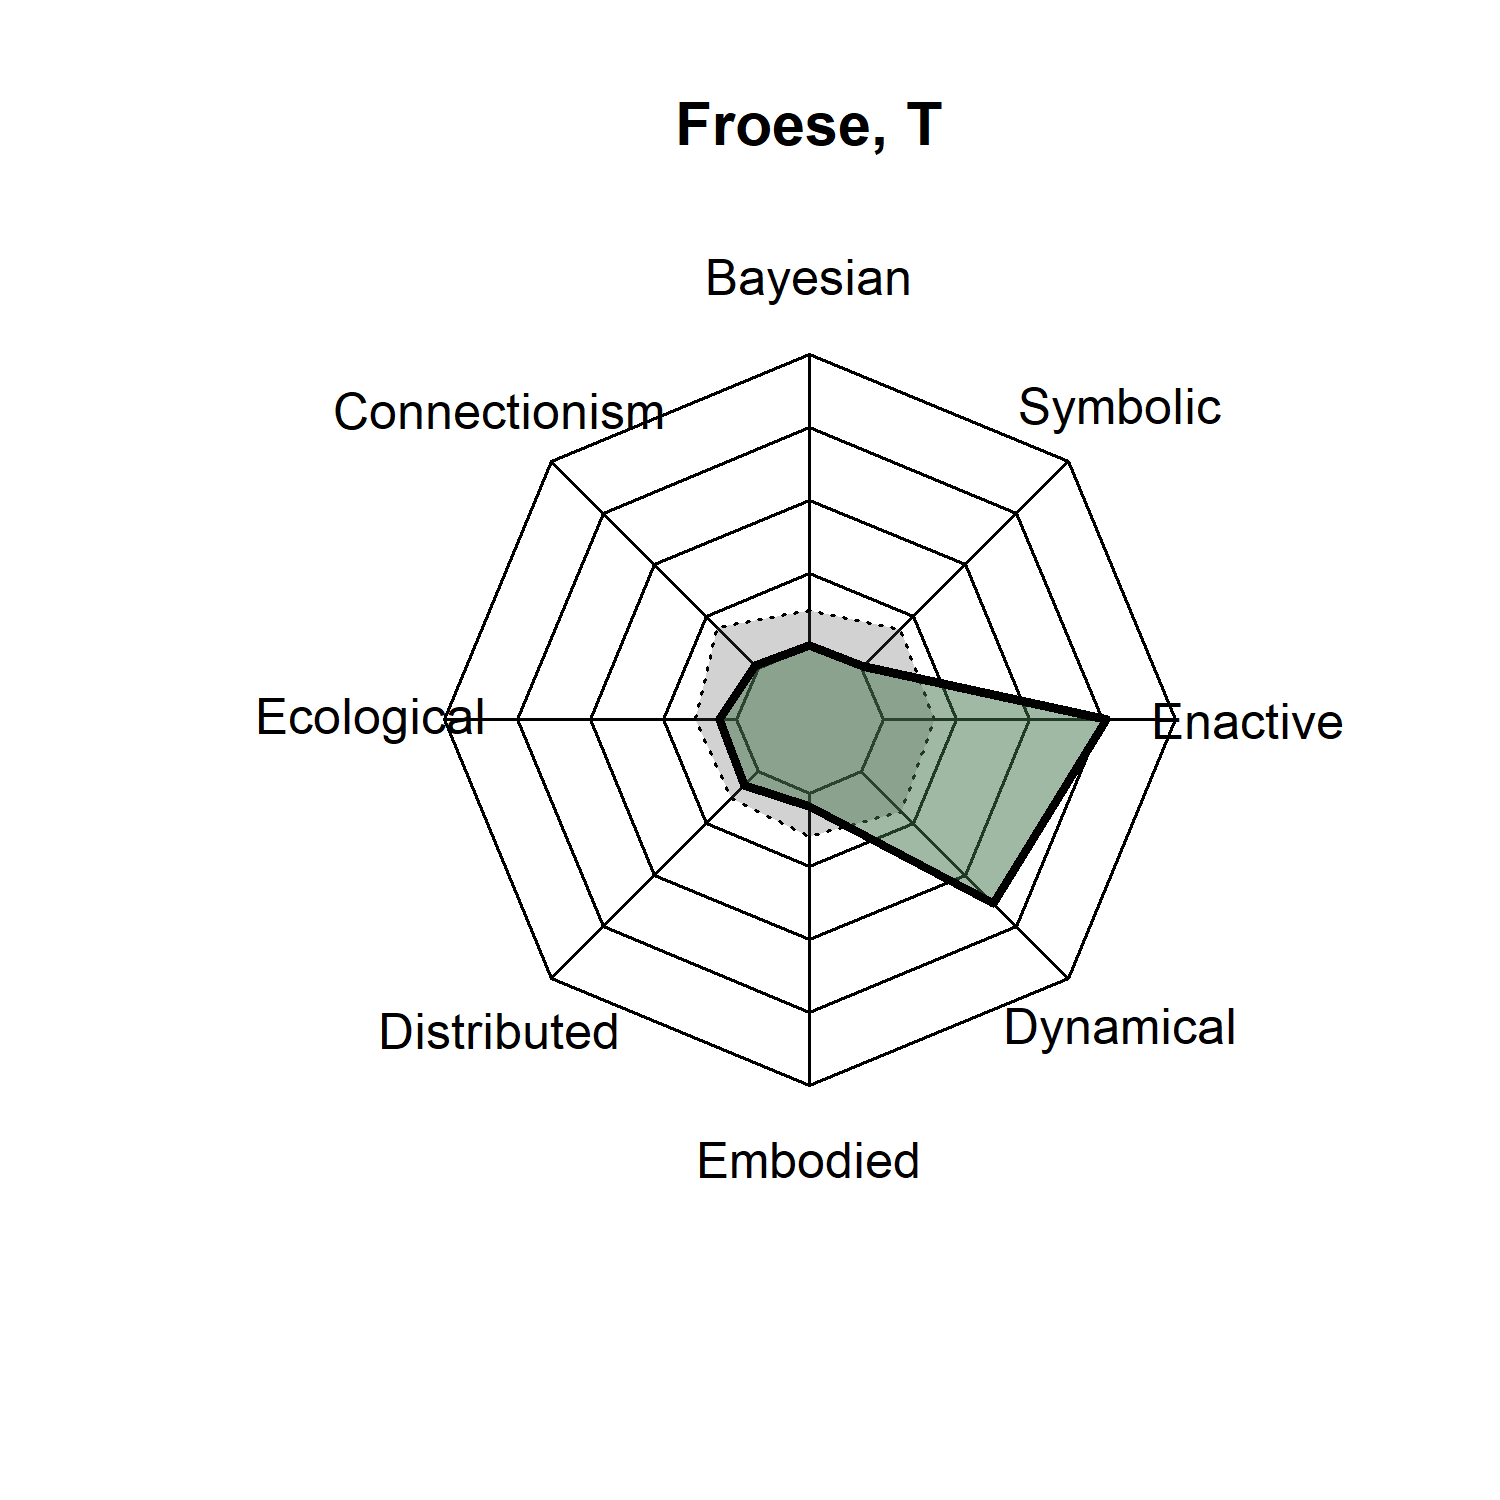 Froese, T
Bayesian
Connectionism
Symbolic
Ecological
Enactive
Distributed
Dynamical
Embodied